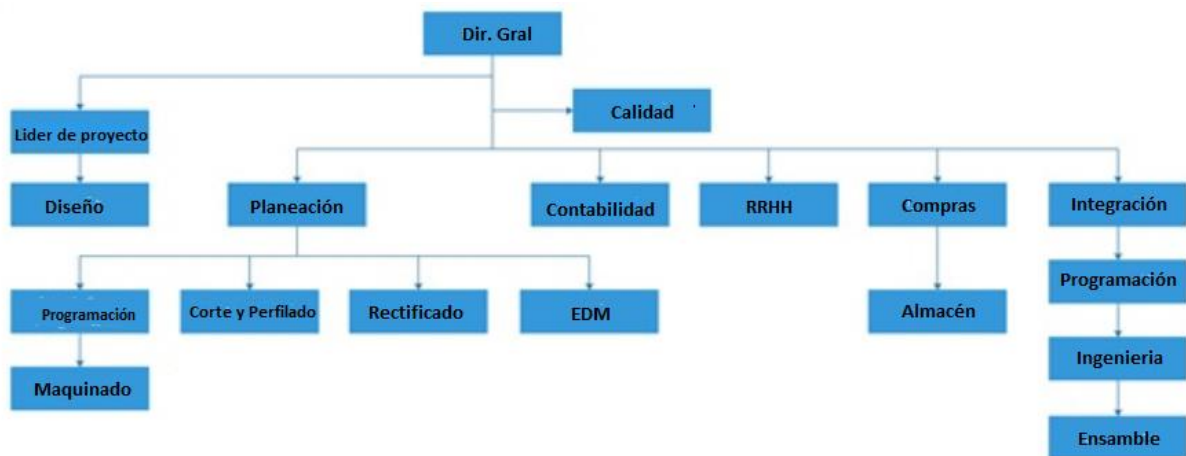 Dir. Gral
Calidad
Lider de proyecto
Diseño
Planeación
Contabilidad
RRHH
Compras
Integración
Programación
Corte y Perfilado
Rectificado
EDM
Almacén
Programación
Maquinado
Ingenieria
Ensamble